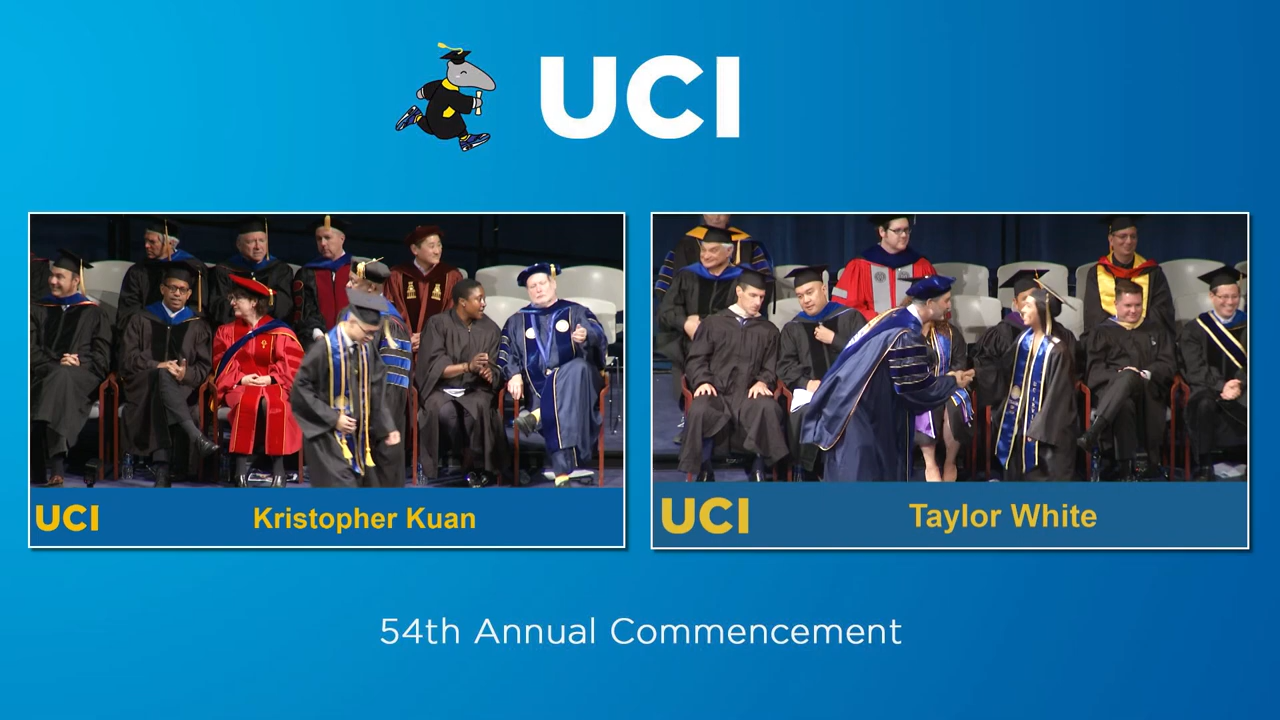 UCI
UCI
Kristopher Kuan
UCI
Taylor White
54th Annual Commencement